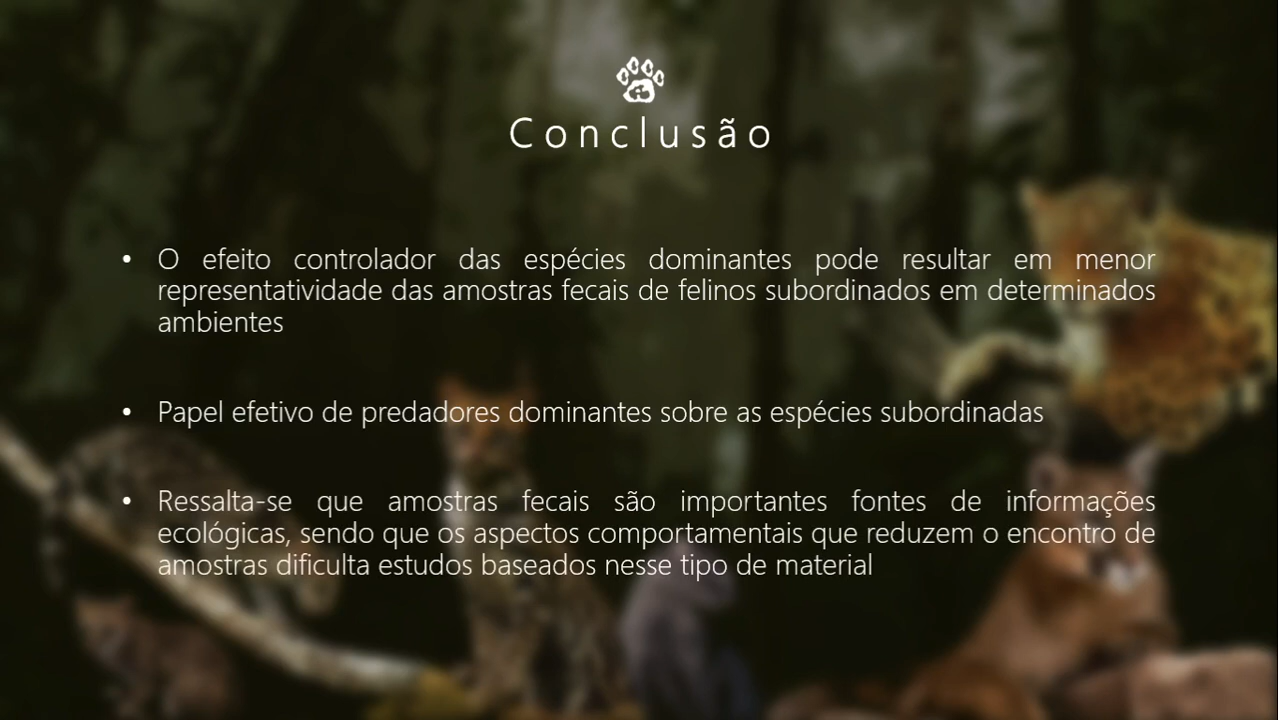 Conclusão
• O efeito controlador das espécies dominantes pode resultar em menor
representatividade das amostras fecais de felinos subordinados em determinados
ambientes
• Papel efetivo de predadores dominantes sobre as espécies subordinadas
• Ressalta-se que amostras fecais são importantes fontes de informações
ecológicas, sendo que os aspectos comportamentais que reduzem o encontro de
amostras dificulta estudos baseados nesse tipo de material